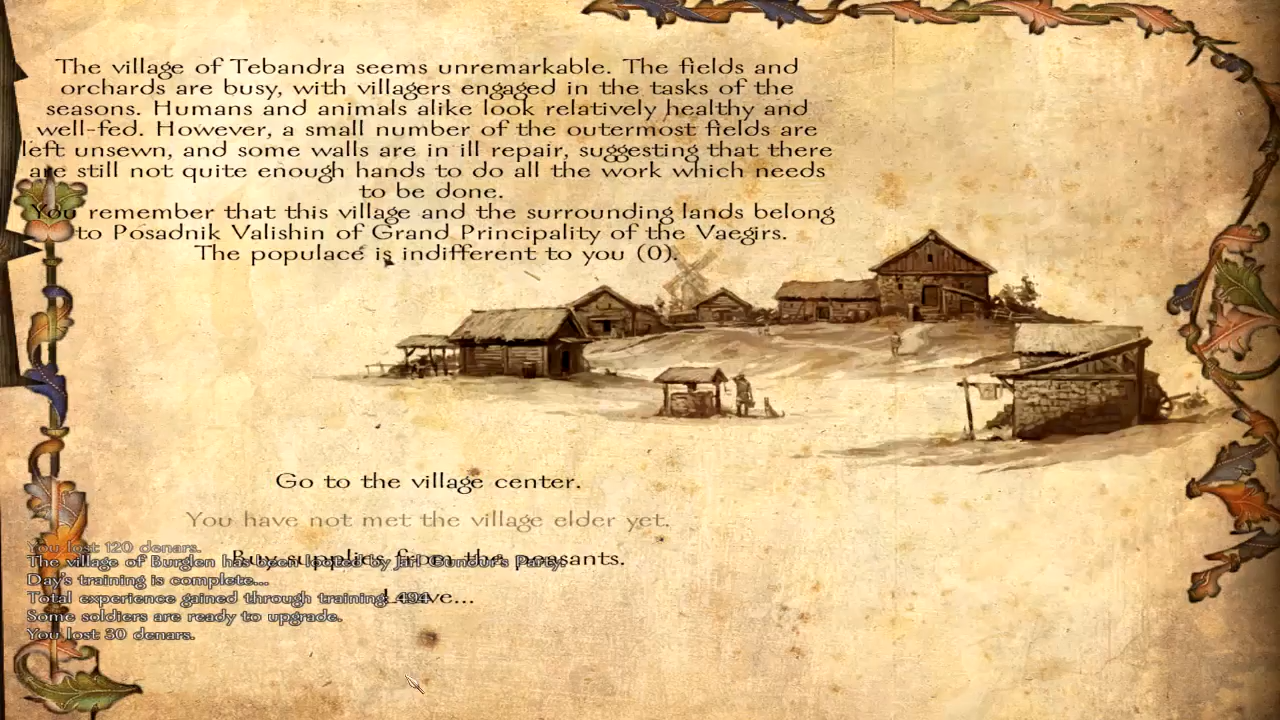 The village of Tebandra seems unremarkable. The fields and
orchards are busy, with villagers engaged in the tasks of the
seasons. Humans and animals alike look relatively healthy and
well-fed. However, a small number of the outermost fields are
left unsewn, and some walls are in ill repair, suggesting that there
are still not quite enough hands to do all the work which needs
to be done.
You remember that this village and the surrounding lands belong
to Posadnik Valishin of Grand Principality of the Vaegirs.
The populace is indifferent to you (0).
Go to the village center.
You have not met the village elder yet.
You lost 120 denars.
Buy supplies from the peasants.
The village of Burglen has been looted by Jarl Gundur's Party.
Day's training is complete...
Total experience gained through training: 494
Leave...
Some soldiers are ready to upgrade.
You lost 30 denars.